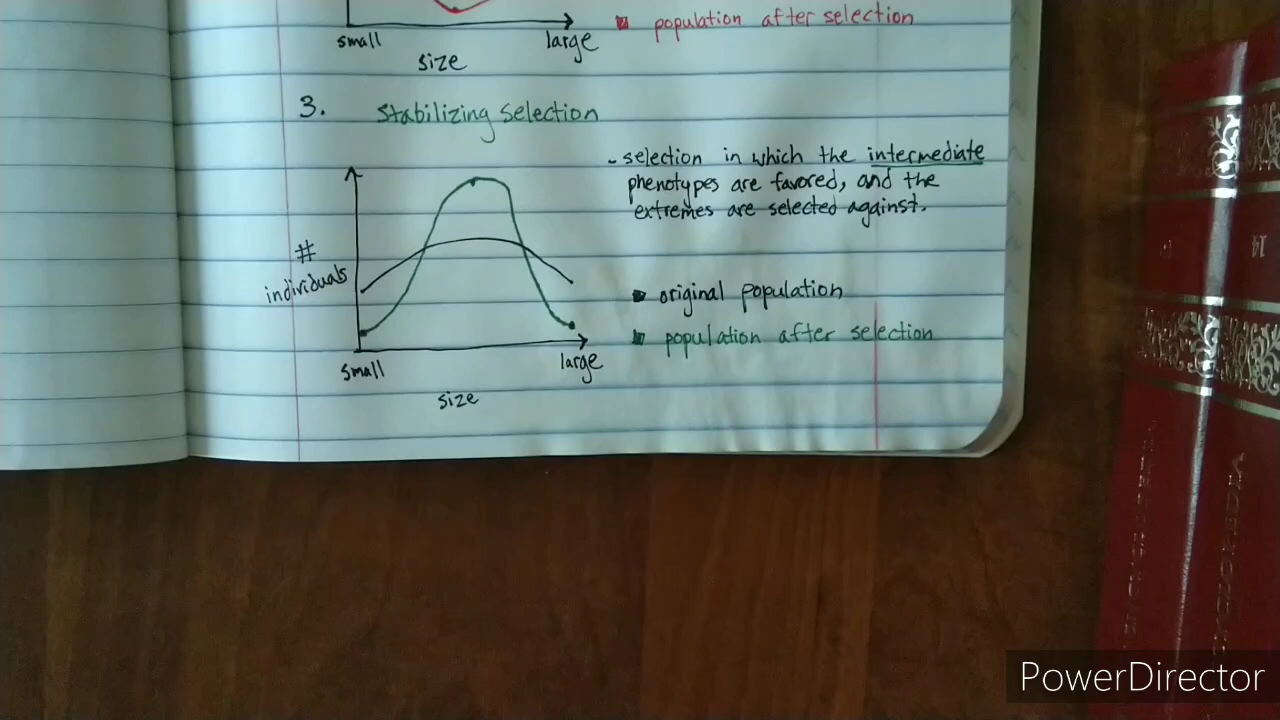 population after selection
small
large
size
3. Stabilizing Selection
- selection in which the intermediate
phenotypes are favored, and the
extremes are selected against.
#
individuals
original population
population after selection
small
large
size
14
PowerDirector